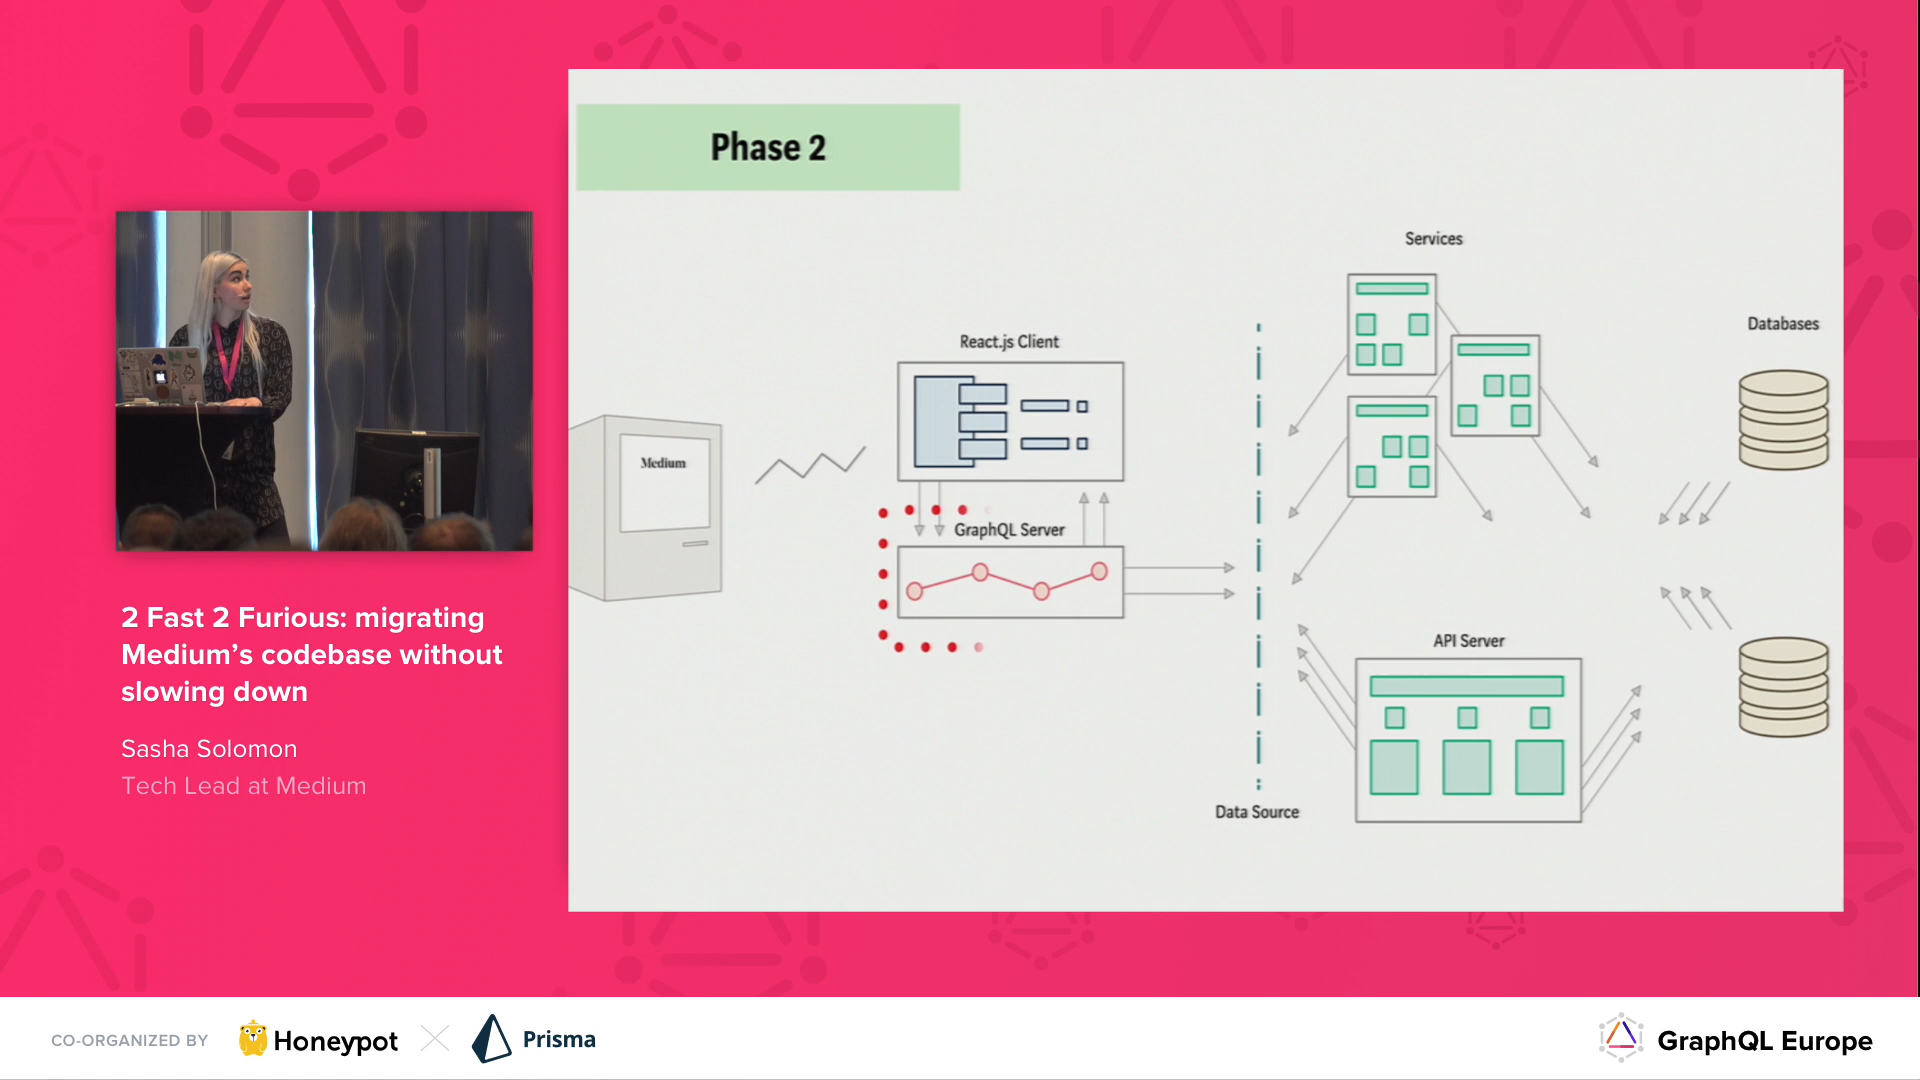 Phase 2
Services
Databases
React.js Client
Medium
GraphQL Server
API Server
Data Source
2 Fast 2 Furious: migrating
Medium’s codebase without
slowing down
Sasha Solomon
Tech Lead at Medium
CO-ORGANIZED BY
Honeypot
Prisma
GraphQL Europe